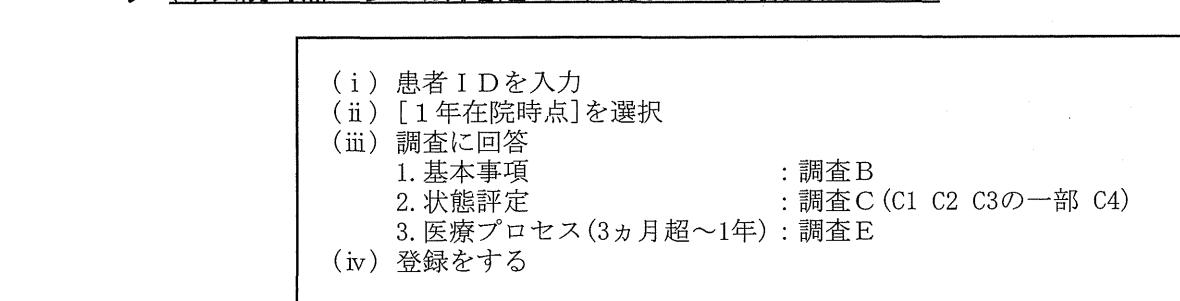 (ⅰ) 患者ＩＤを入力
(ⅱ) [１年在院時点]を選択
(ⅲ) 調査に回答
1.基本事項 : 調査Ｂ
2.状態評定 : 調査Ｃ(C1 C2 C3の一部 C4)
3.医療プロセス(3ヵ月超～1年) : 調査Ｅ
(ⅳ) 登録をする